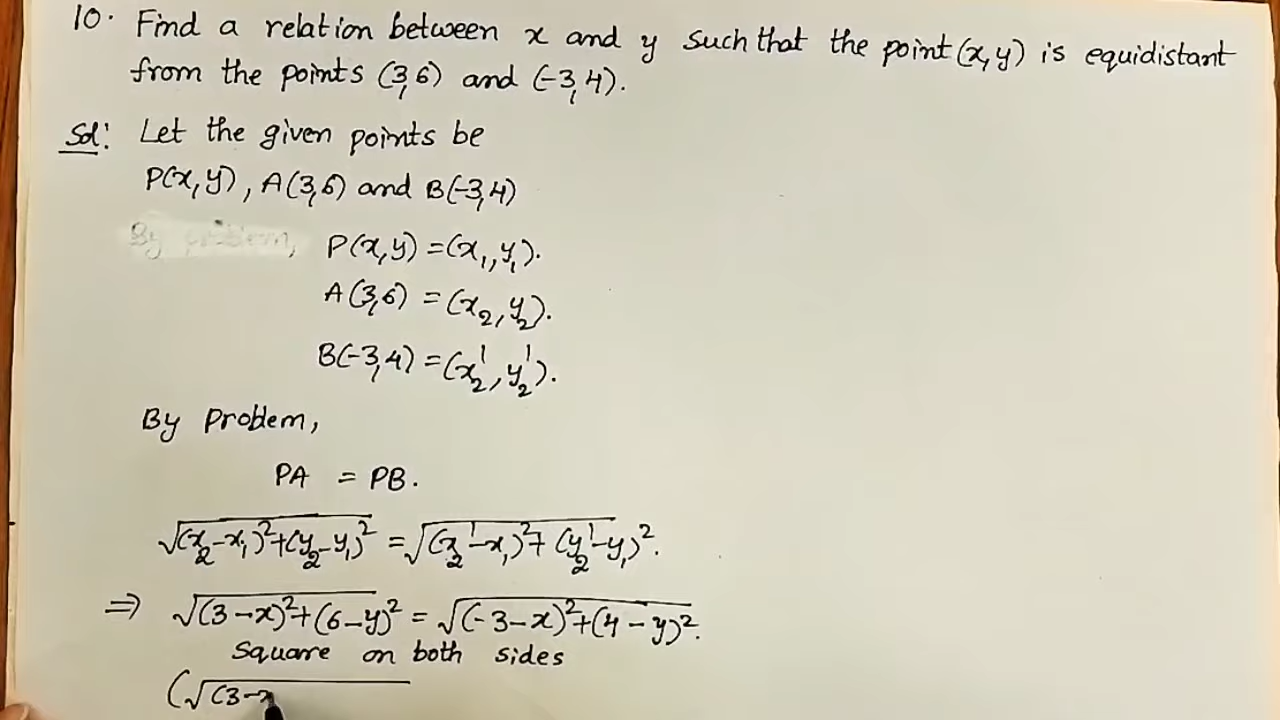 10. Find a relation between x and y such that the point (x, y) is equidistant
from the points (3, 6) and (-3, 4).
Sol: Let the given points be
P(x, y), A(3, 6) and B(-3, 4)
By problem, P(x, y) = (x₁, y₁).
A(3, 6) = (x₂, y₂).
B(-3, 4) = (x₂', y₂').
By Problem,
PA = PB.
√(x₂-x₁)²+(y₂-y₁)² = √(x₂'-x₁)²+(y₂'-y₁)².
⇒ √(3-x)²+(6-y)² = √(-3-x)²+(4-y)².
Square on both sides
(√(3-x